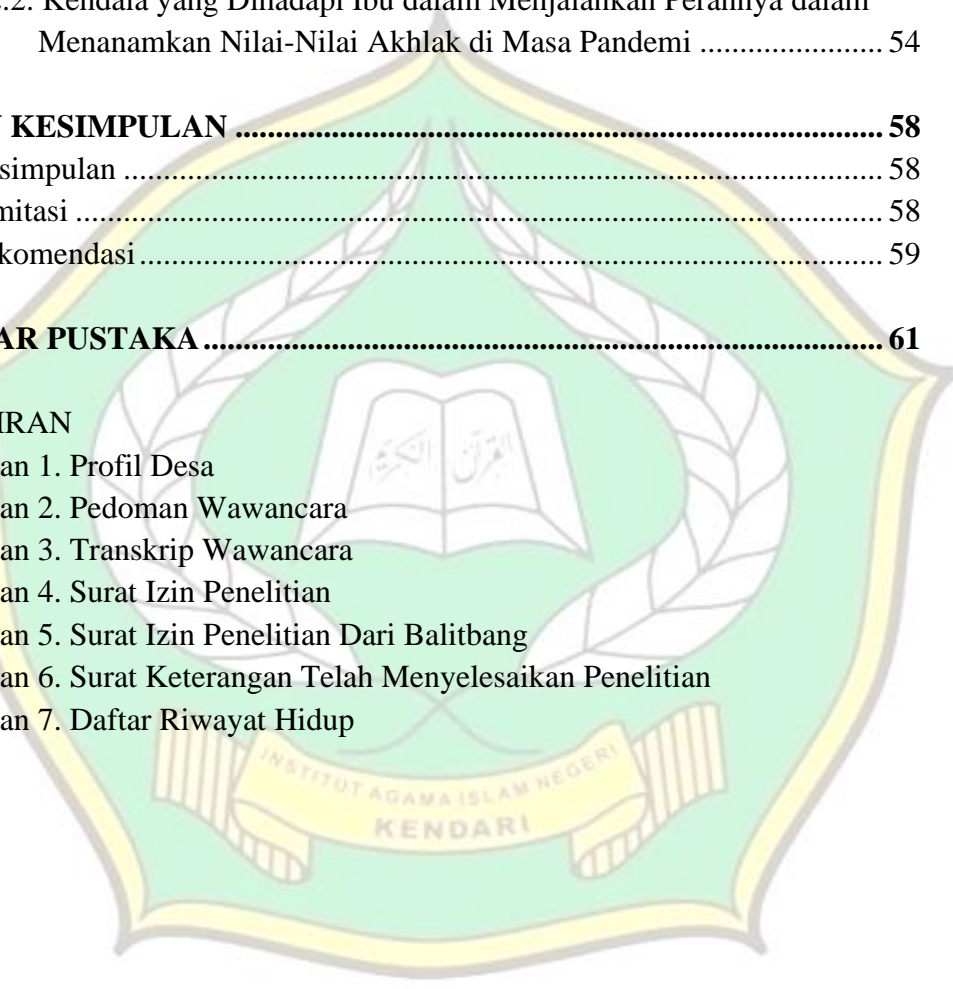 .2. Kendala yang Dihadapi Ibu dalam Menjalankan Perannya dalam
Menanamkan Nilai-Nilai Akhlak di Masa Pandemi .................... 54
KESIMPULAN ........................................................................ 58
simpulan .................................................................................... 58
mitasi ......................................................................................... 58
komendasi .................................................................................. 59
AR PUSTAKA ........................................................................... 61
IRAN
an 1. Profil Desa
an 2. Pedoman Wawancara
an 3. Transkrip Wawancara
an 4. Surat Izin Penelitian
an 5. Surat Izin Penelitian Dari Balitbang
an 6. Surat Keterangan Telah Menyelesaikan Penelitian
an 7. Daftar Riwayat Hidup
القرآن الكريم
INSTITUT AGAMA ISLAM NEGERI
KENDARI